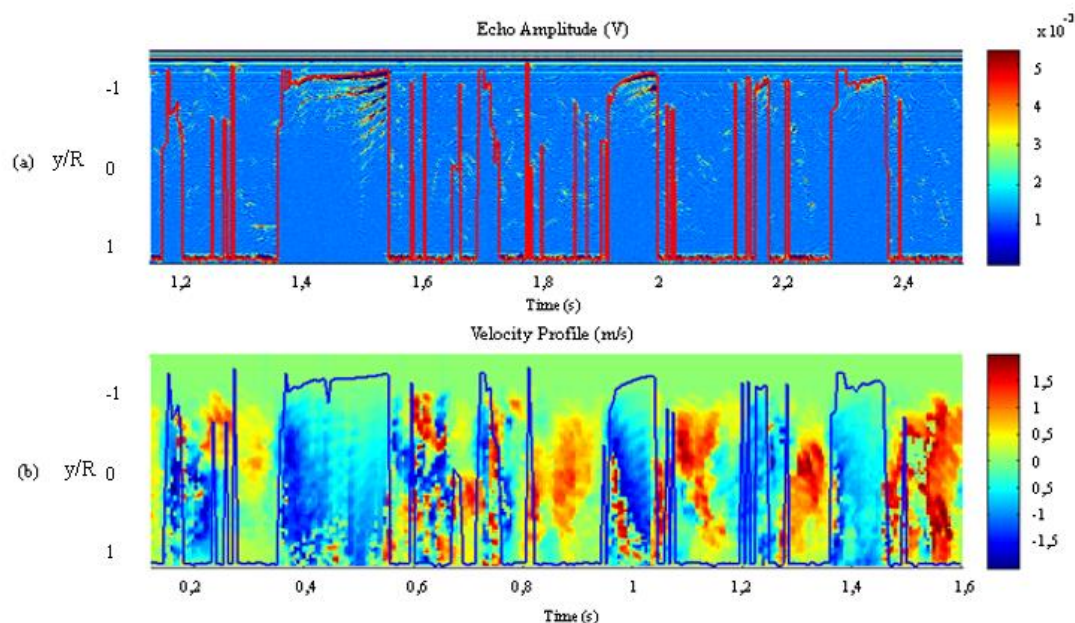 Echo Amplitude (V)
x 10⁻³
-1
0
1
(a) y/R
5
4
3
2
1
1,2 1,4 1,6 1,8 2 2,2 2,4
Time (s)
Velocity Profile (m/s)
-1
0
1
(b) y/R
1,5
1
0,5
0
-0,5
-1
-1,5
0,2 0,4 0,6 0,8 1 1,2 1,4 1,6
Time (s)